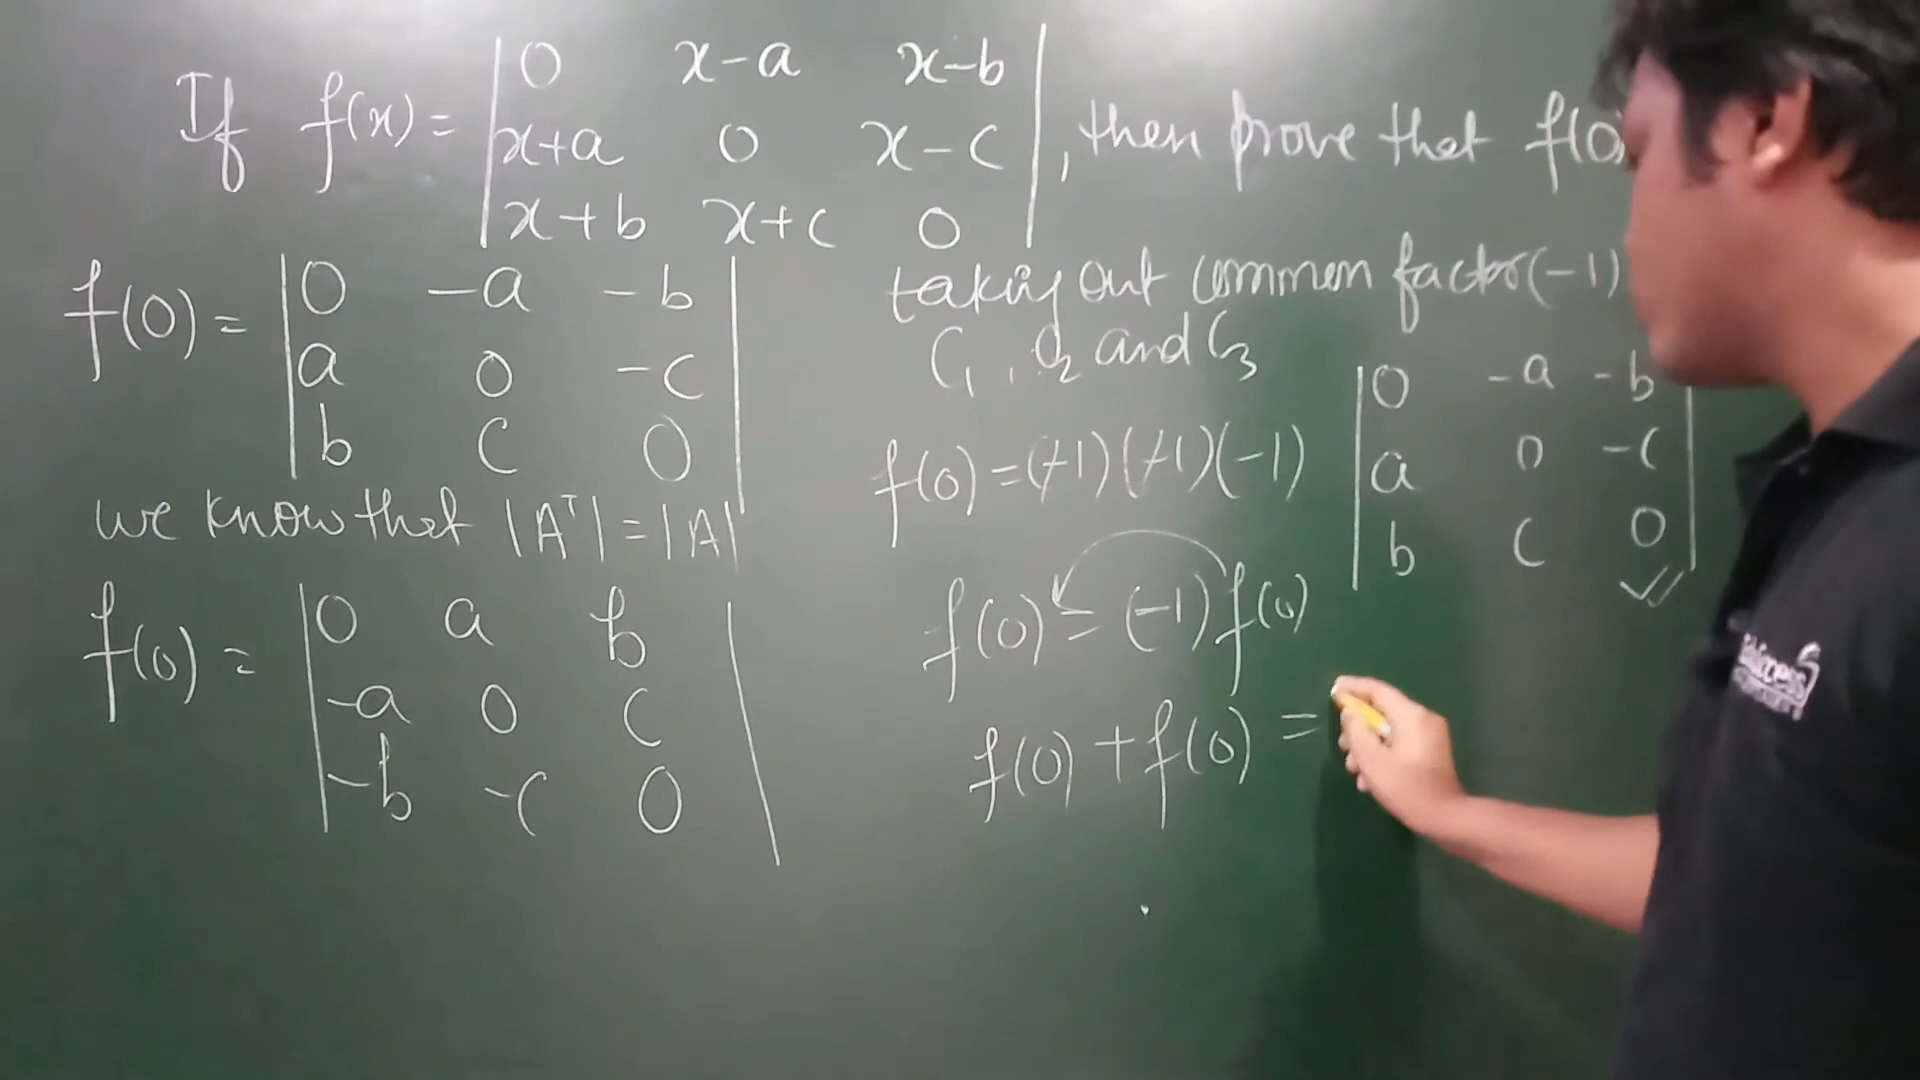 If f(x) = | 0 x-a x-b |
| x+a 0 x-c | , then prove that f(0)
| x+b x+c 0 |
f(0) = | 0 -a -b |
| a 0 -c |
| b c 0 |
we know that |Aᵀ| = |A|
f(0) = | 0 a b |
| -a 0 c |
| -b -c 0 |
taking out common factor (-1)
C₁, C₂ and C₃
f(0) = (-1)(-1)(-1) | 0 -a -b |
| a 0 -c |
| b c 0 |
f(0) = (-1) f(0)
f(0) + f(0) =